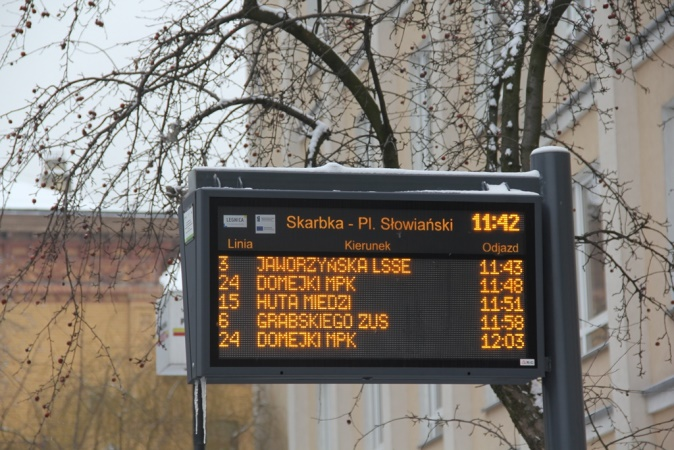 LEGNICA
Skarbka - Pl. Słowiański 11:42
Linia Kierunek Odjazd
3 JAWORZYŃSKA LSSE 11:43
24 DOMEJKI MPK 11:48
15 HUTA MIEDZI 11:51
6 GRABSKIEGO ZUS 11:58
24 DOMEJKI MPK 12:03